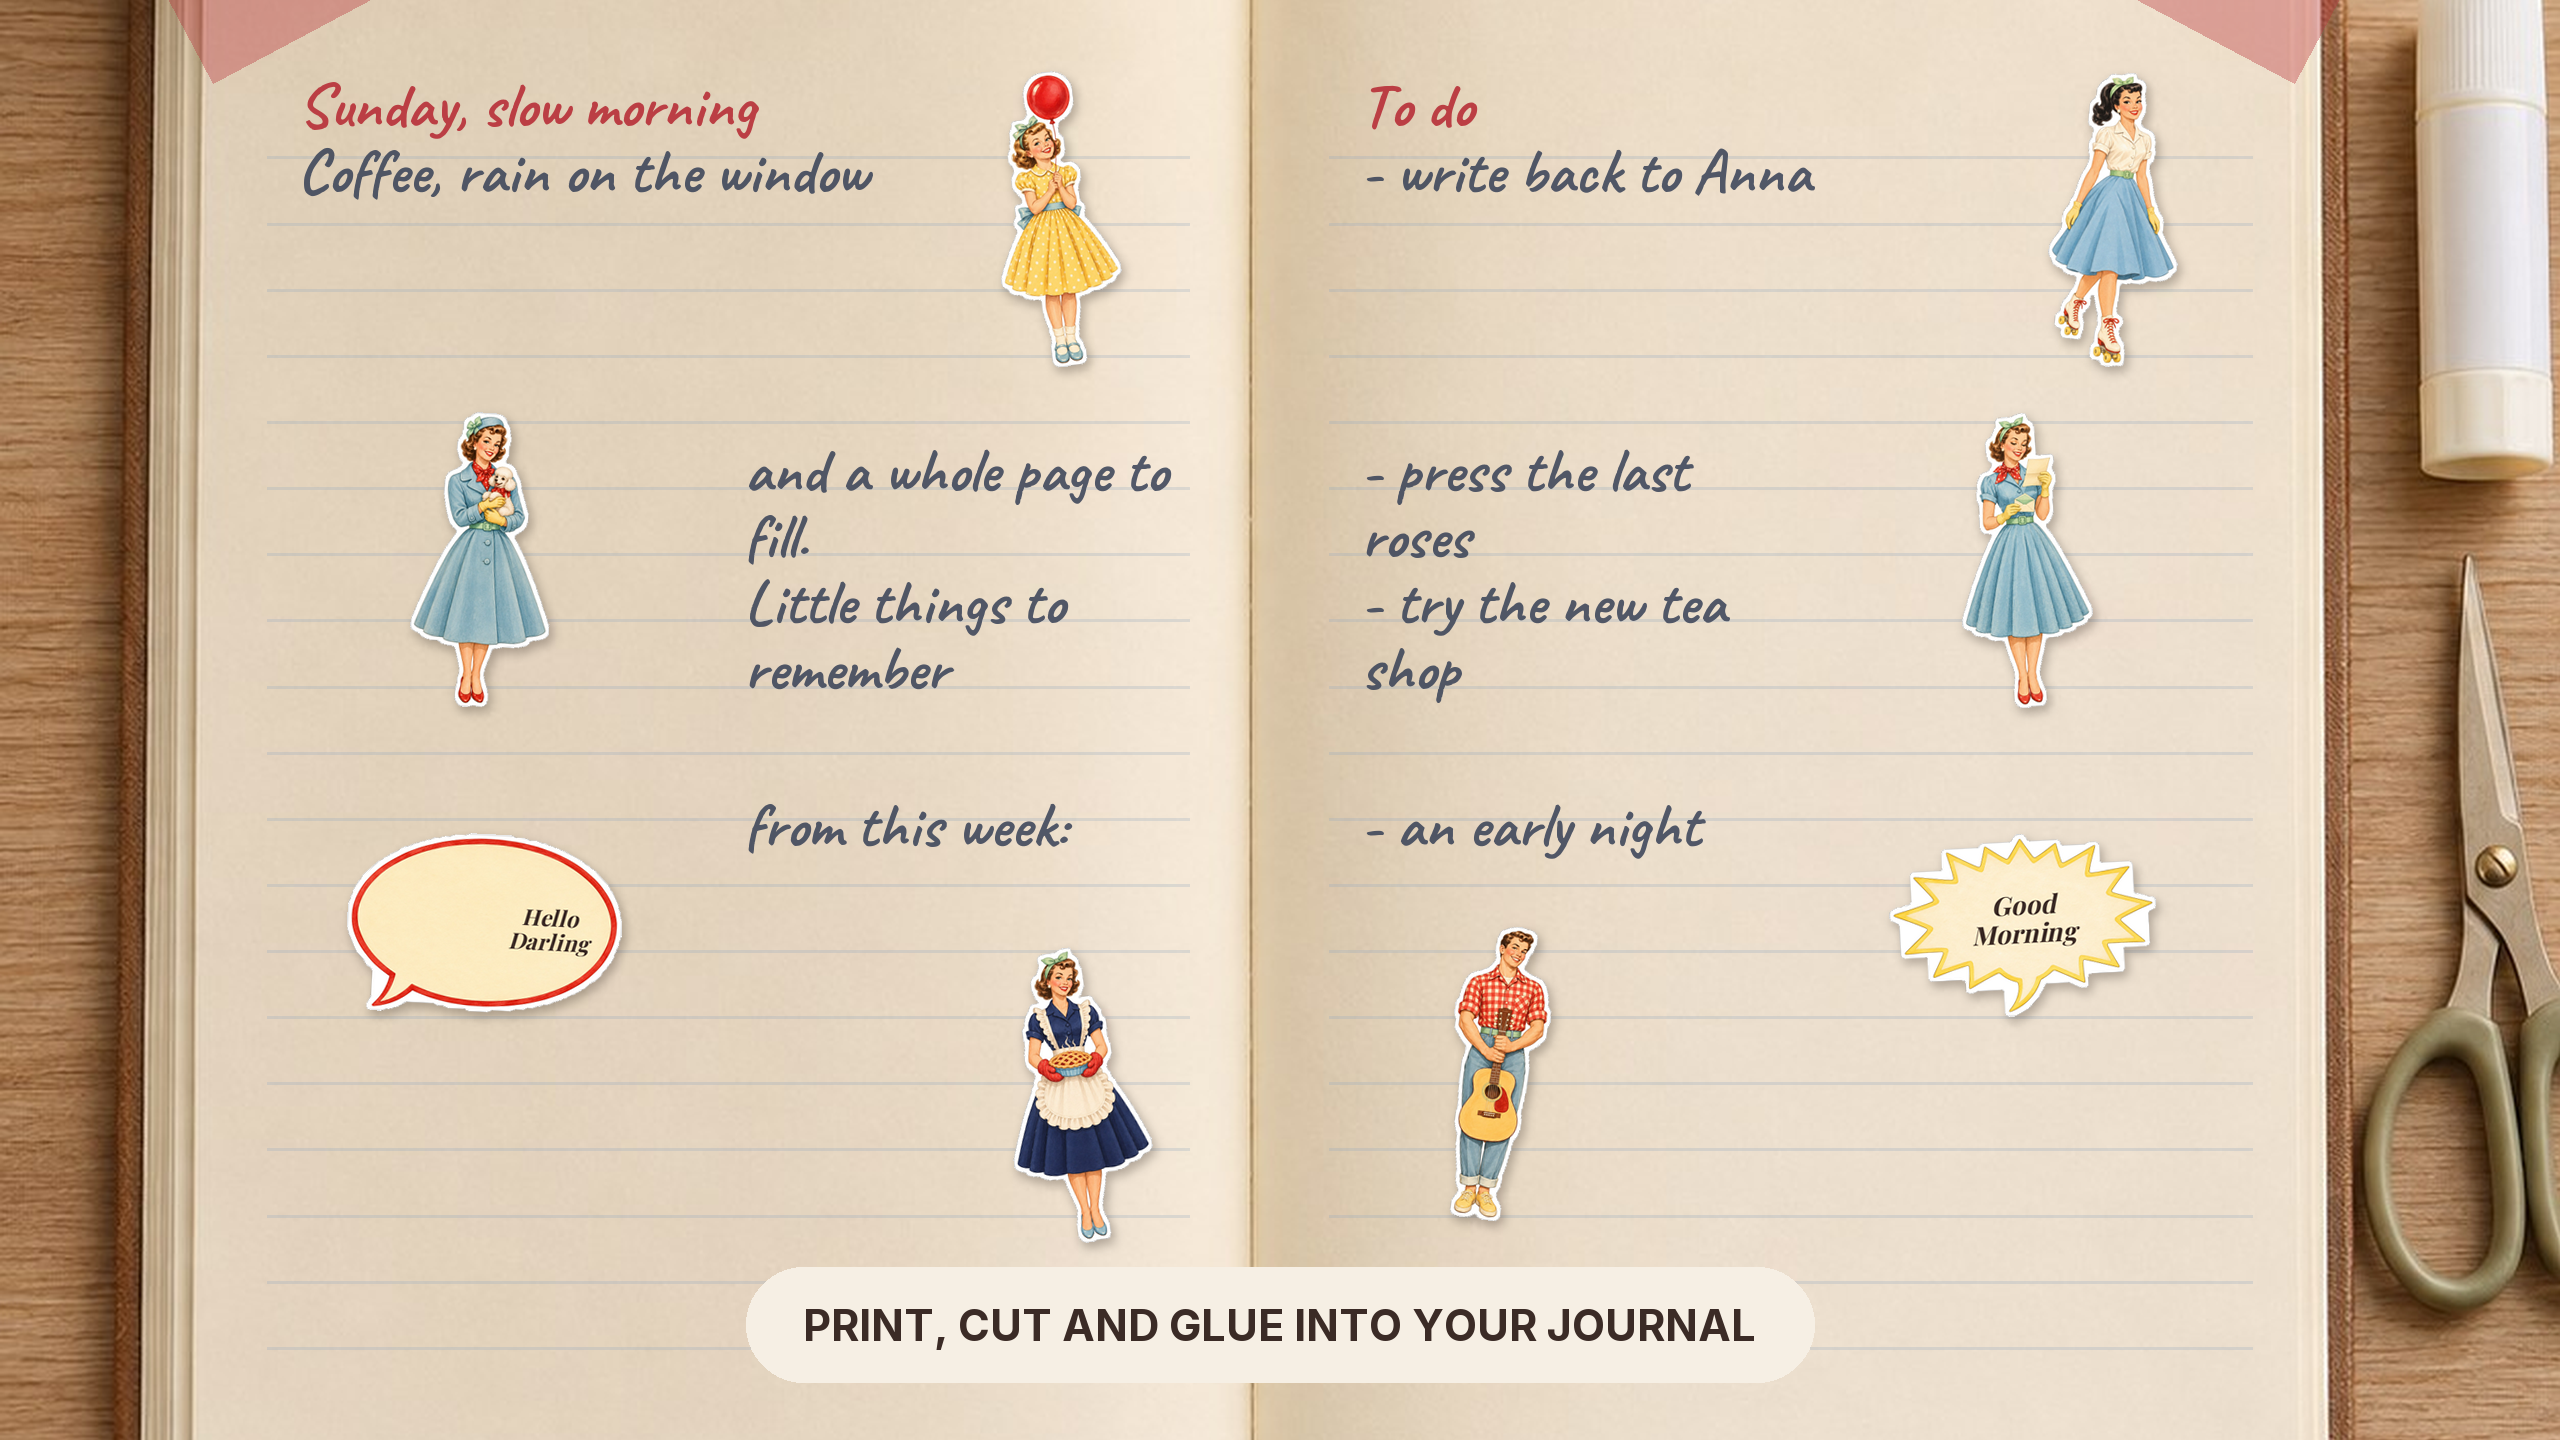 Sunday, slow morning
Coffee, rain on the window
and a whole page to
fill.
Little things to
remember
from this week:
Hello
Darling
To do
- write back to Anna
- press the last
roses
- try the new tea
shop
- an early night
Good
Morning
PRINT, CUT AND GLUE INTO YOUR JOURNAL